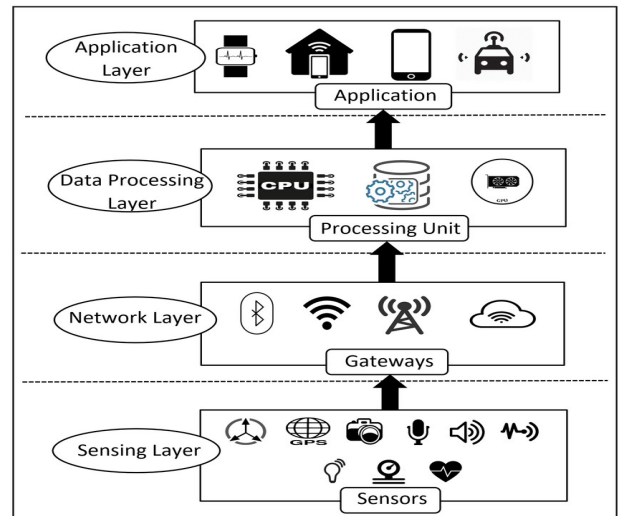 Application
Layer
Application
Data Processing
Layer
CPU
GPU
Processing Unit
Network Layer
Gateways
Sensing Layer
GPS
Sensors